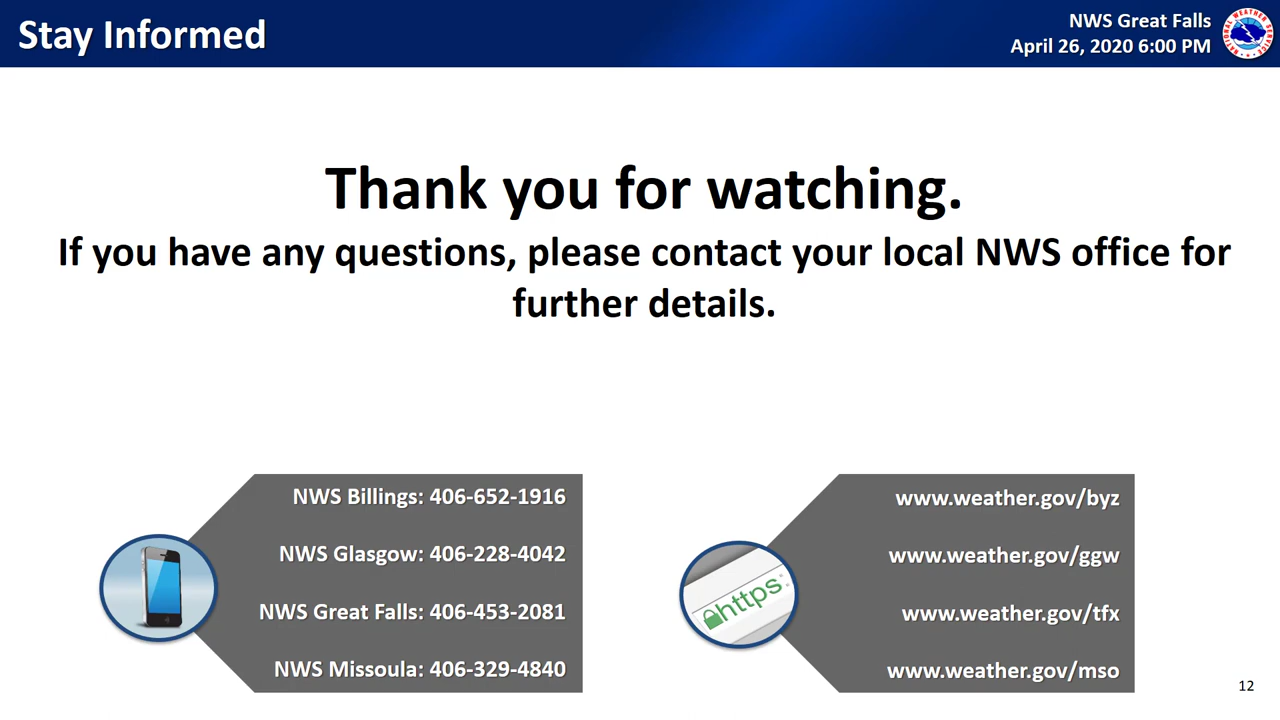 Stay Informed
NWS Great Falls
April 26, 2020 6:00 PM
NATIONAL WEATHER SERVICE
Thank you for watching.
If you have any questions, please contact your local NWS office for
further details.
NWS Billings: 406-652-1916
NWS Glasgow: 406-228-4042
NWS Great Falls: 406-453-2081
NWS Missoula: 406-329-4840
https:
www.weather.gov/byz
www.weather.gov/ggw
www.weather.gov/tfx
www.weather.gov/mso
12